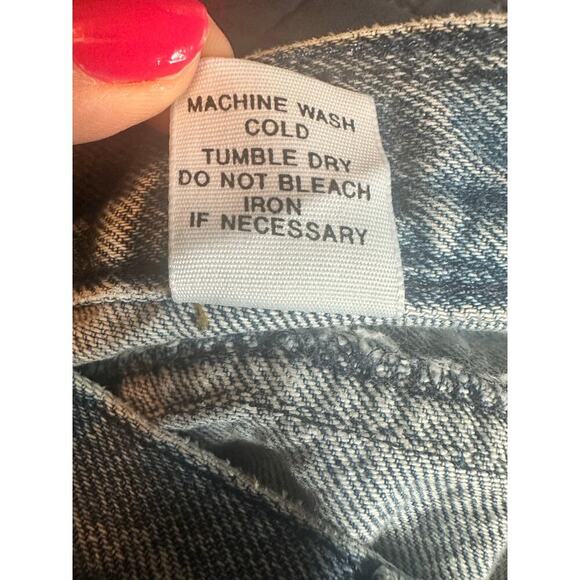 MACHINE WASH
COLD
TUMBLE DRY
DO NOT BLEACH
IRON
IF NECESSARY